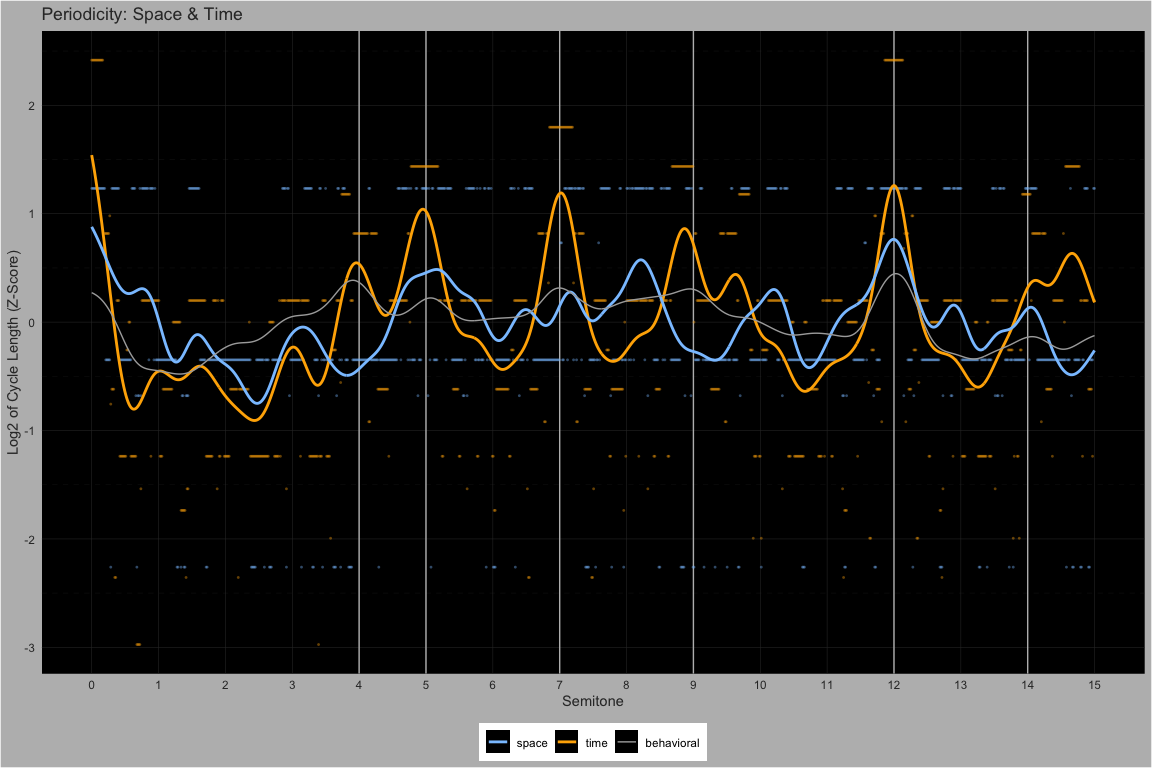 Periodicity: Space & Time
Log2 of Cycle Length (Z-Score)
2
1
0
-1
-2
-3
0 1 2 3 4 5 6 7 8 9 10 11 12 13 14 15
Semitone
space time behavioral